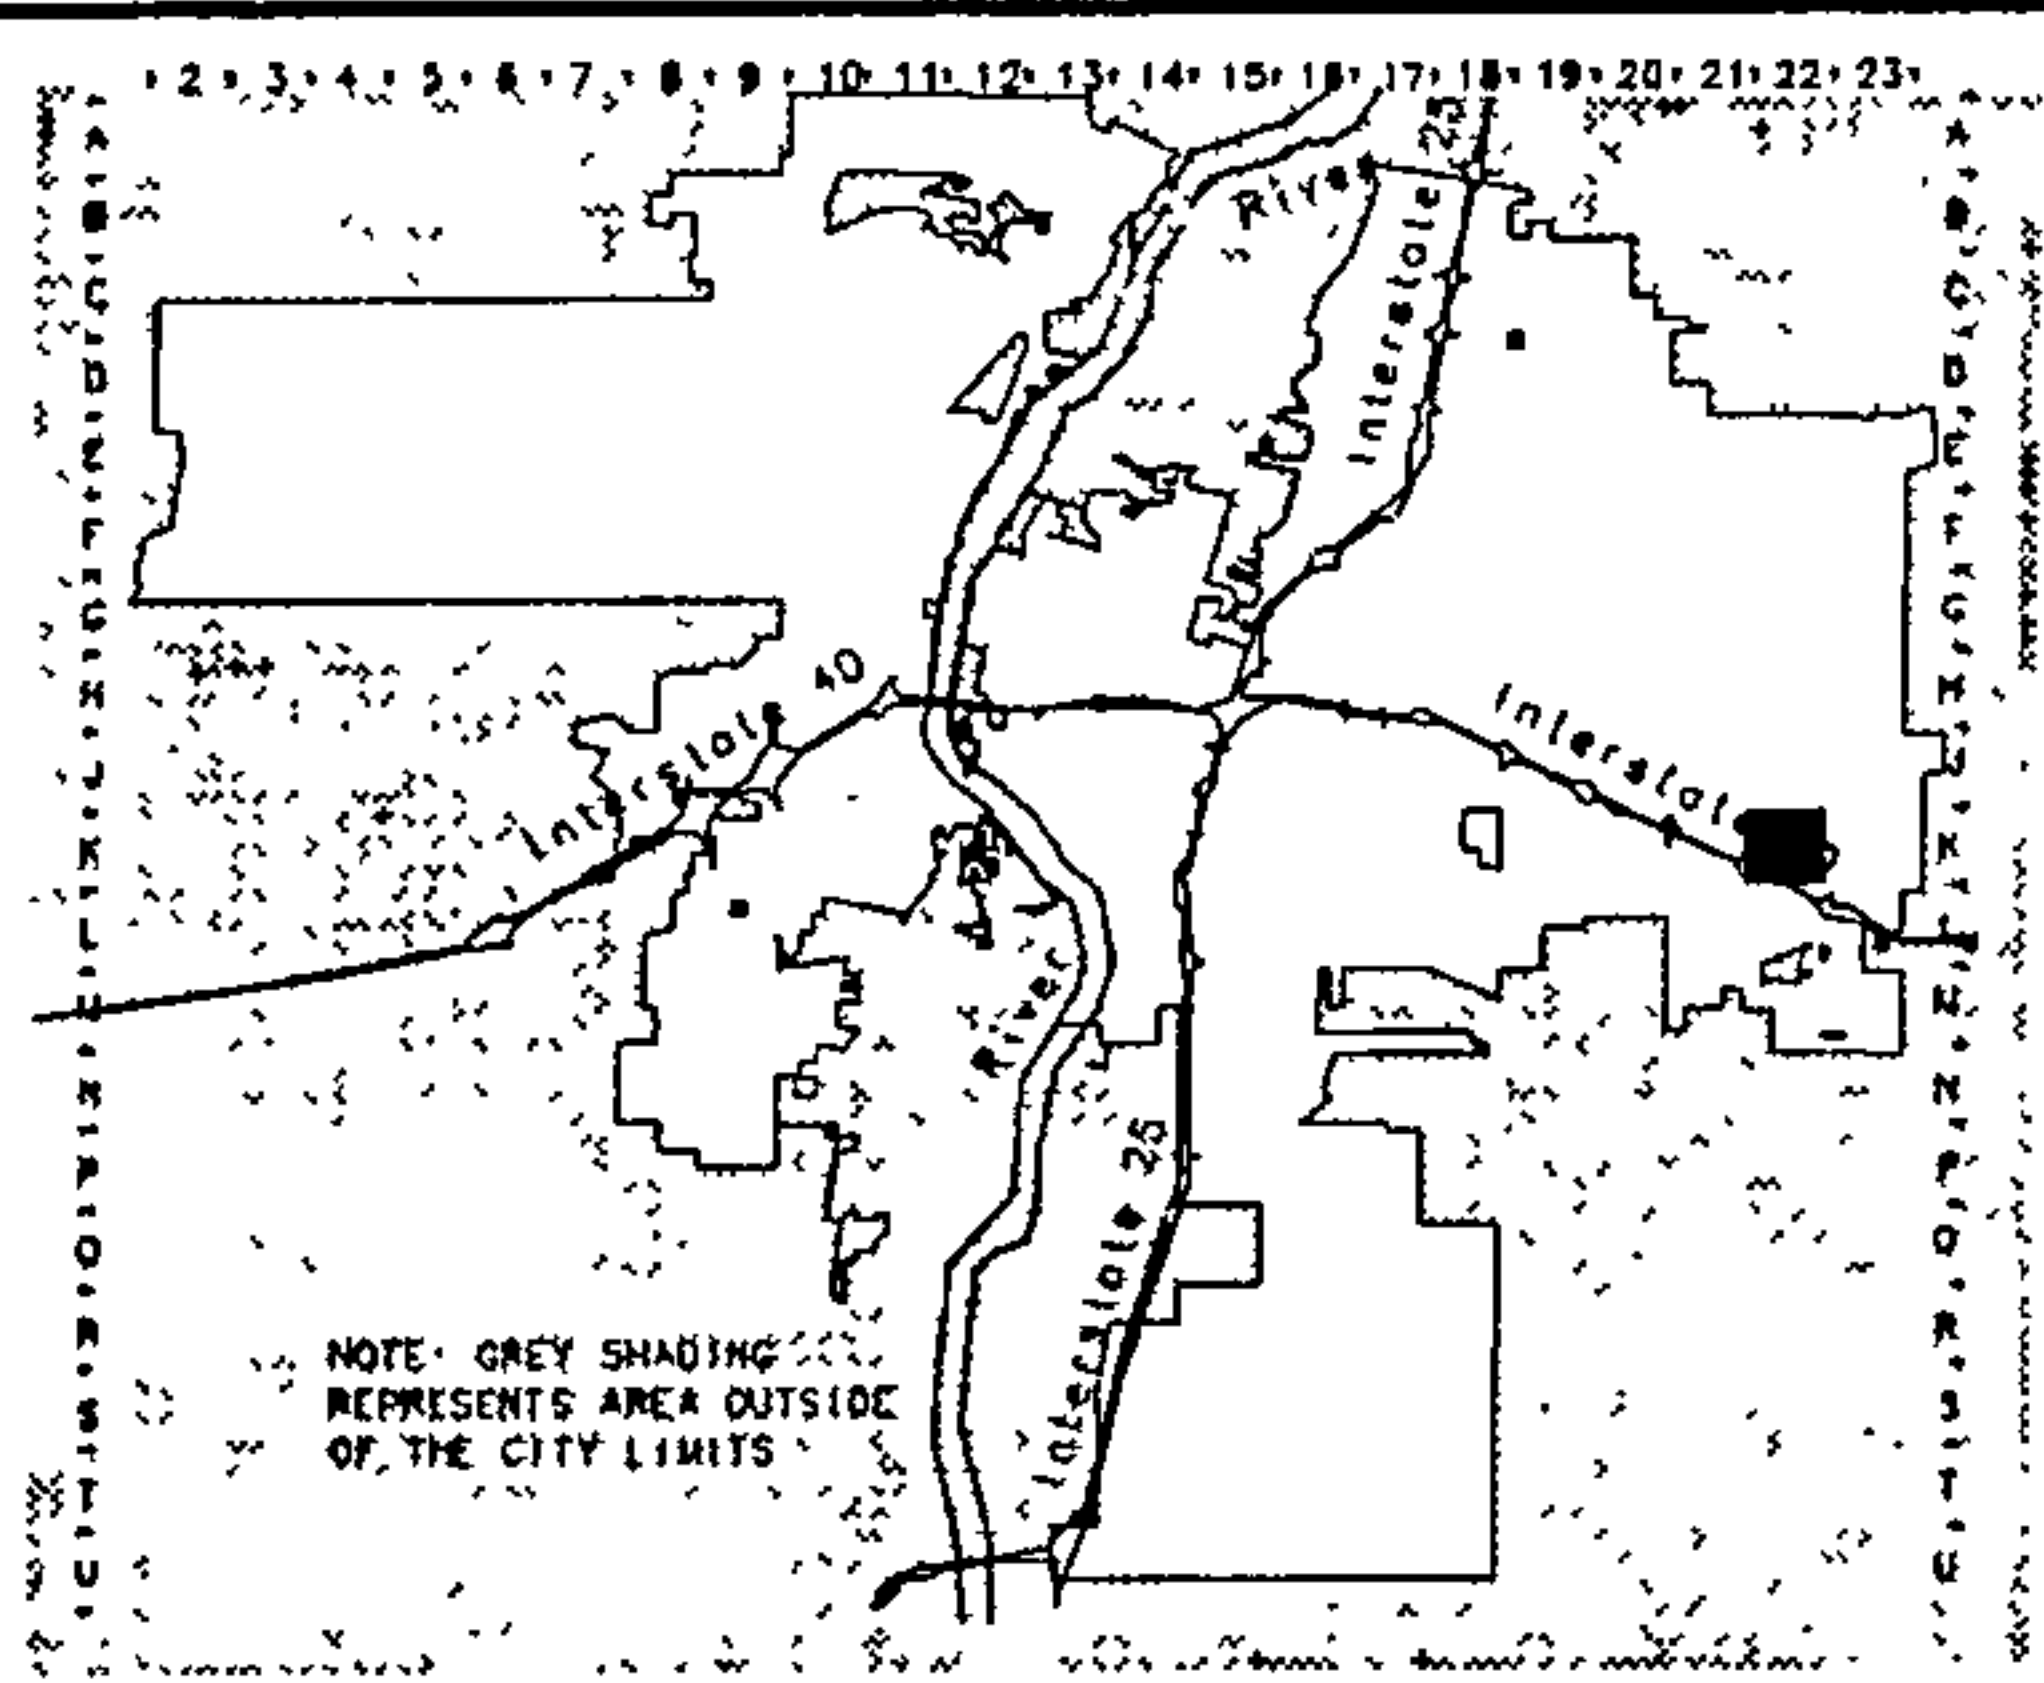 2 3 4 5 6 7 8 9 10 11 12 13 14 15 16 17 18 19 20 21 22 23
River
Interstate 25
Interstate 40
Interstate
River
Interstate 25
A B C D E F G H J K L M N P Q R S T U
A B C D E F G H J K L M N P Q R S T U
NOTE: GREY SHADING
REPRESENTS AREA OUTSIDE
OF THE CITY LIMITS